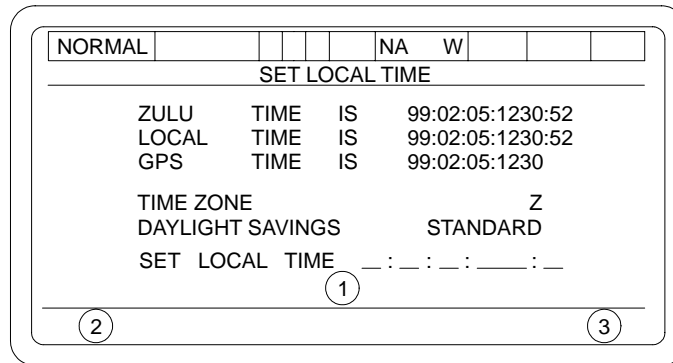 NORMAL NA W
SET LOCAL TIME
ZULU TIME IS 99:02:05:1230:52
LOCAL TIME IS 99:02:05:1230:52
GPS TIME IS 99:02:05:1230
TIME ZONE Z
DAYLIGHT SAVINGS STANDARD
SET LOCAL TIME __:__:__:____:__
1
2 3